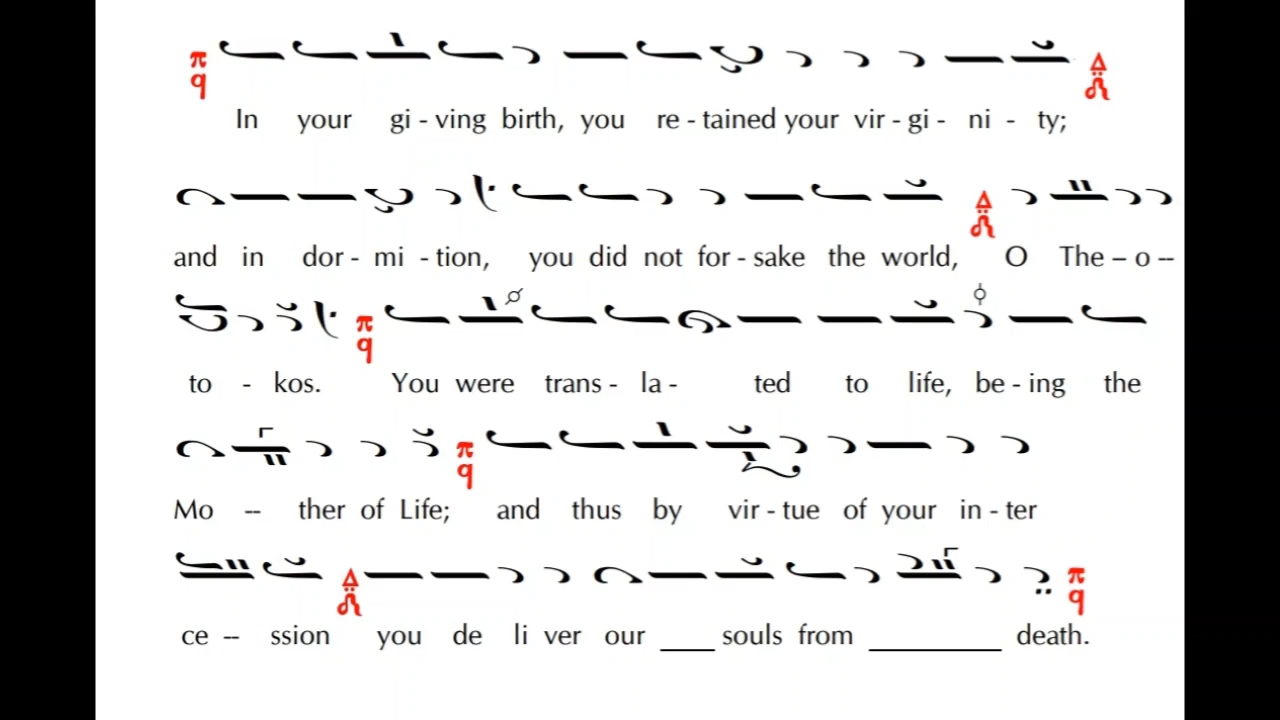 In your gi - ving birth, you re - tained your vir - gi - ni - ty;
and in dor - mi - tion, you did not for - sake the world, O The – o --
to - kos. You were trans - la - ted to life, be - ing the
Mo -- ther of Life; and thus by vir - tue of your in - ter
ce -- ssion you de li ver our ___ souls from _________ death.